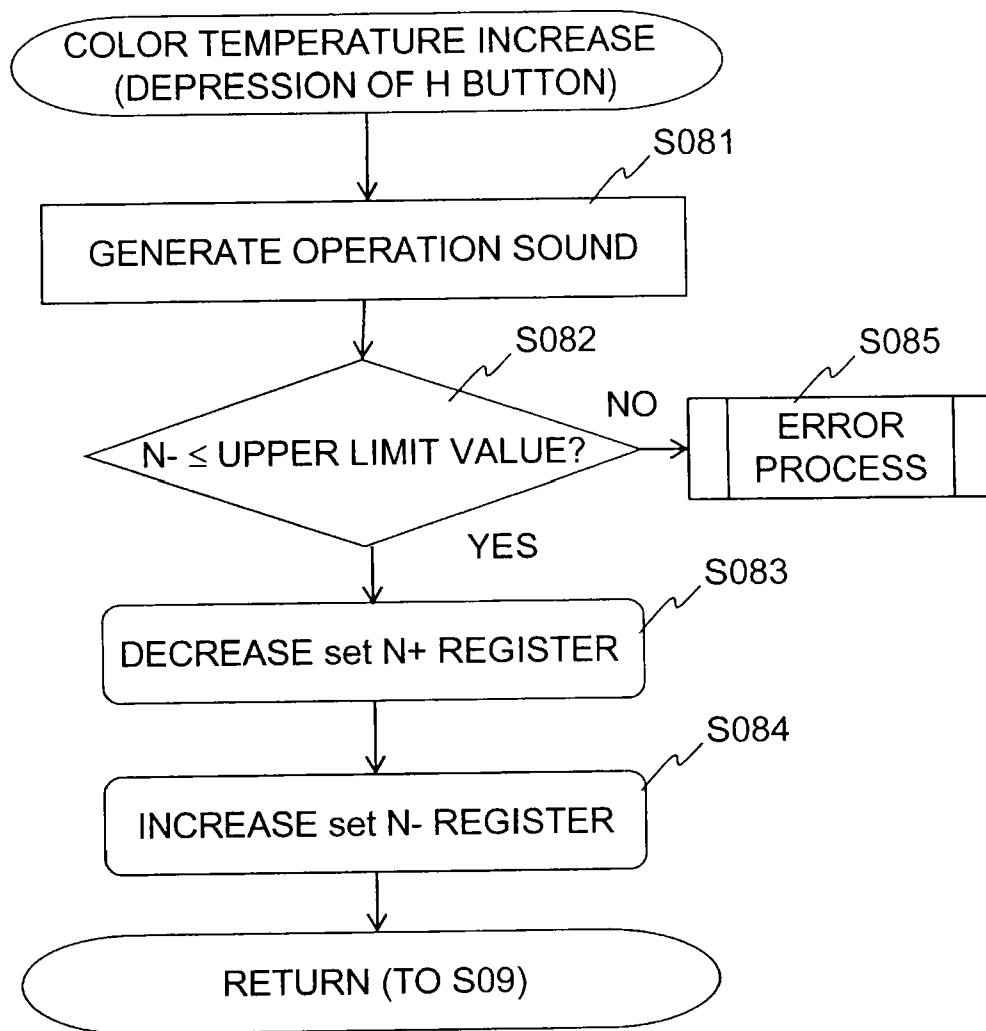 COLOR TEMPERATURE INCREASE
(DEPRESSION OF H BUTTON)
S081
GENERATE OPERATION SOUND
S082
S085
N- ≤ UPPER LIMIT VALUE?
NO
ERROR
PROCESS
YES
S083
DECREASE set N+ REGISTER
S084
INCREASE set N- REGISTER
RETURN (TO S09)